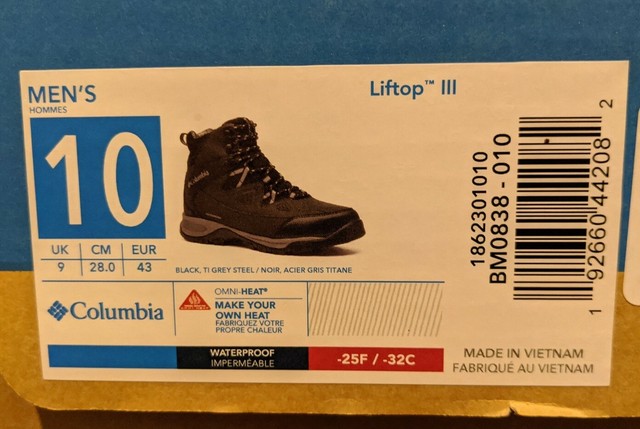 MEN'S
HOMMES
Liftop™ III
10
UK CM EUR
9 28.0 43
Columbia
BLACK, TI GREY STEEL / NOIR, ACIER GRIS TITANE
Columbia
OMNI-HEAT®
MAKE YOUR
OWN HEAT
FABRIQUEZ VOTRE
PROPRE CHALEUR
WATERPROOF
IMPERMÉABLE
-25F / -32C
1862301010
BM0838 - 010
1 92660 44208 2
MADE IN VIETNAM
FABRIQUÉ AU VIETNAM